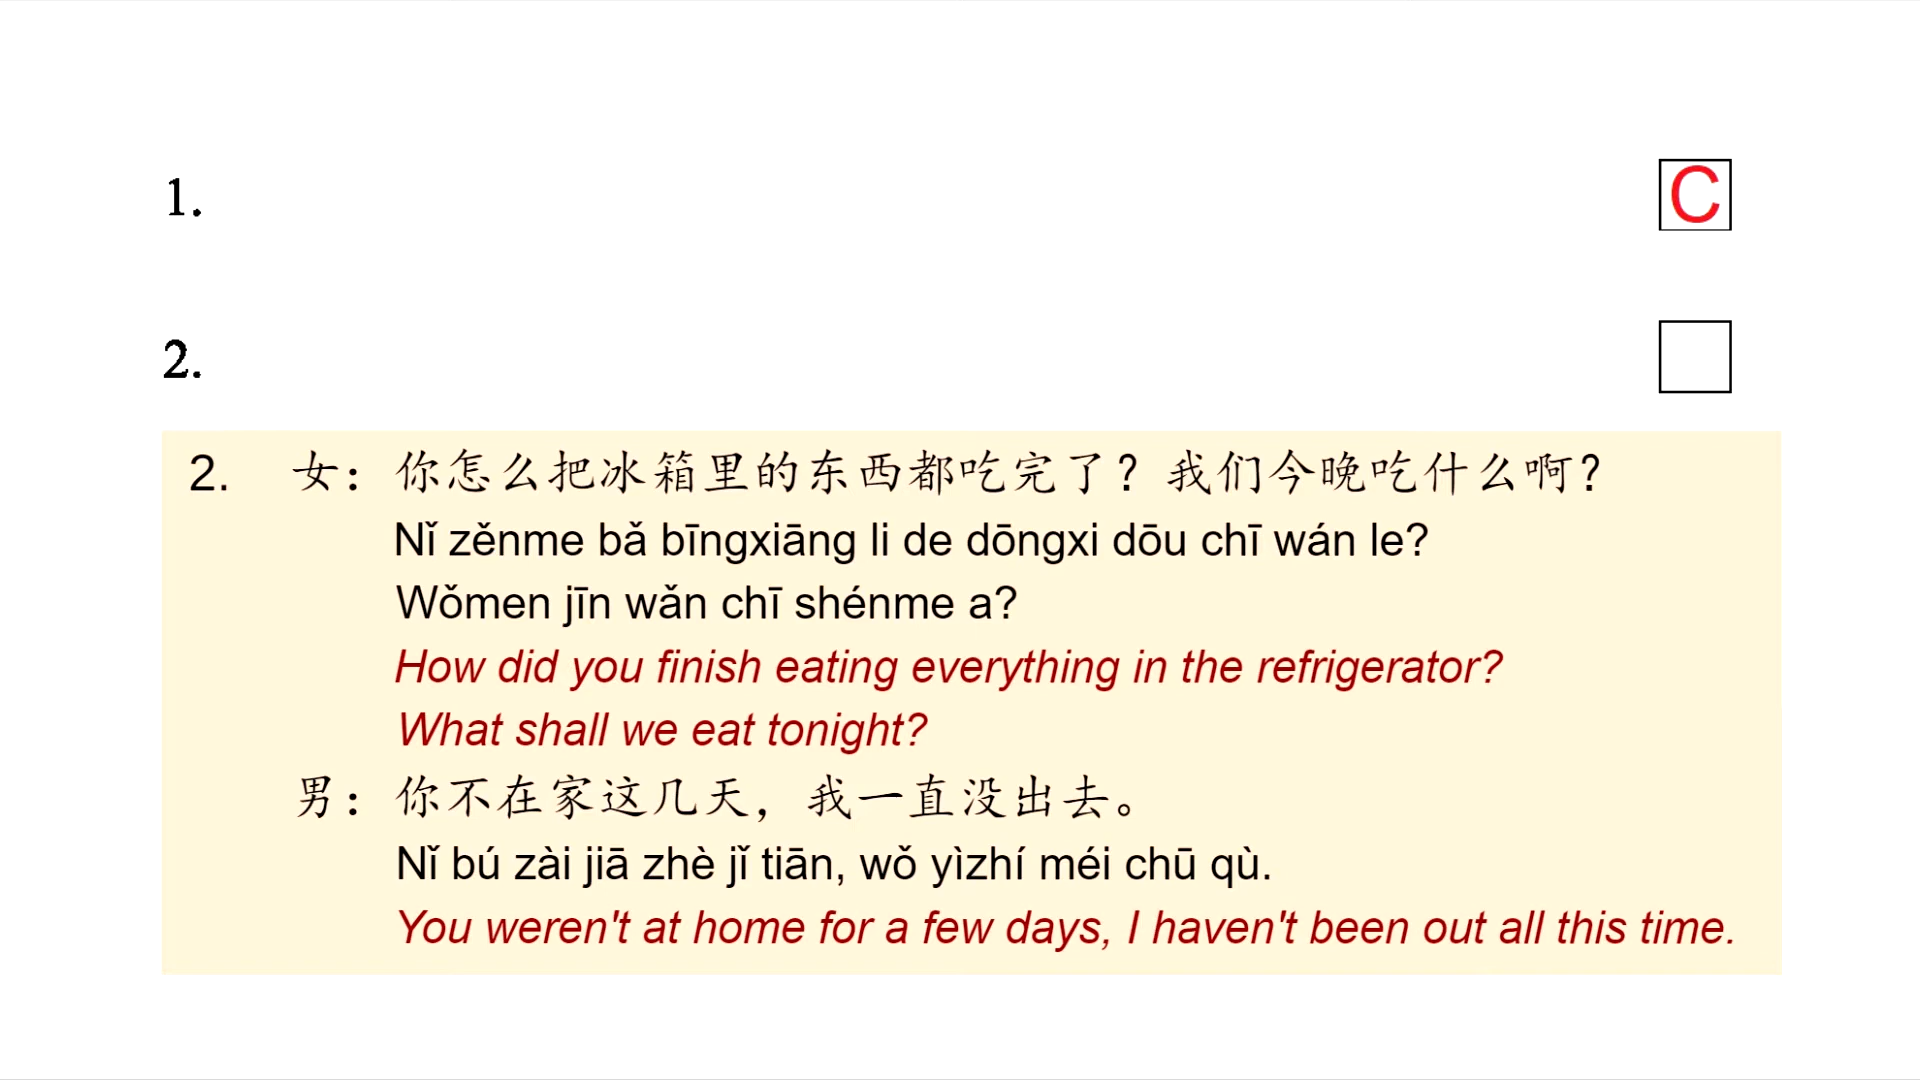 1. C
2.
2. 女：你怎么把冰箱里的东西都吃完了？我们今晚吃什么啊？
Nǐ zěnme bǎ bīngxiāng li de dōngxi dōu chī wán le?
Wǒmen jīn wǎn chī shénme a?
How did you finish eating everything in the refrigerator?
What shall we eat tonight?
男：你不在家这几天，我一直没出去。
Nǐ bú zài jiā zhè jǐ tiān, wǒ yìzhí méi chū qù.
You weren't at home for a few days, I haven't been out all this time.